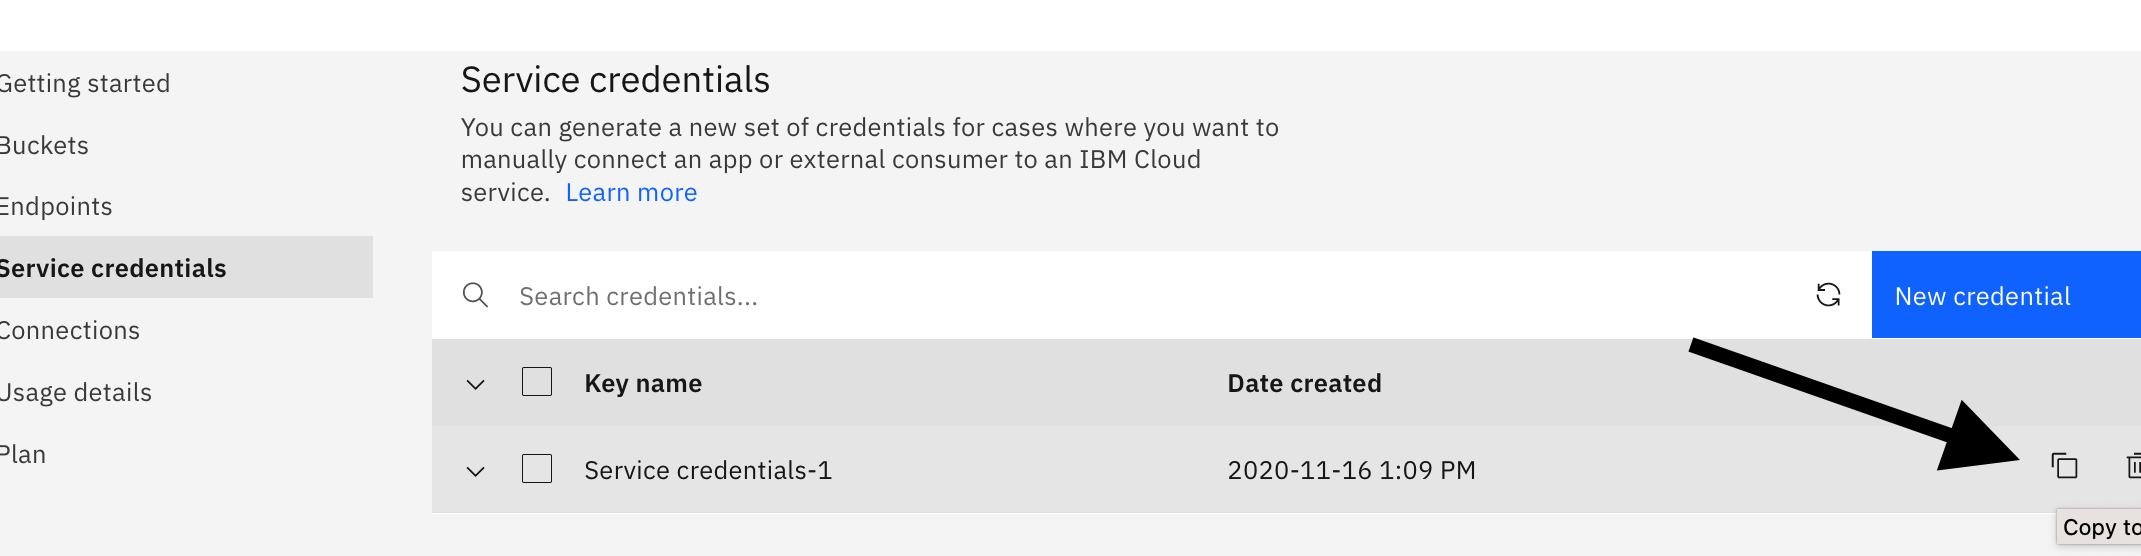 Getting started
Buckets
Endpoints
Service credentials
Connections
Usage details
Plan
Service credentials
You can generate a new set of credentials for cases where you want to
manually connect an app or external consumer to an IBM Cloud
service. Learn more
Search credentials...
New credential
Key name Date created
Service credentials-1 2020-11-16 1:09 PM
Copy to